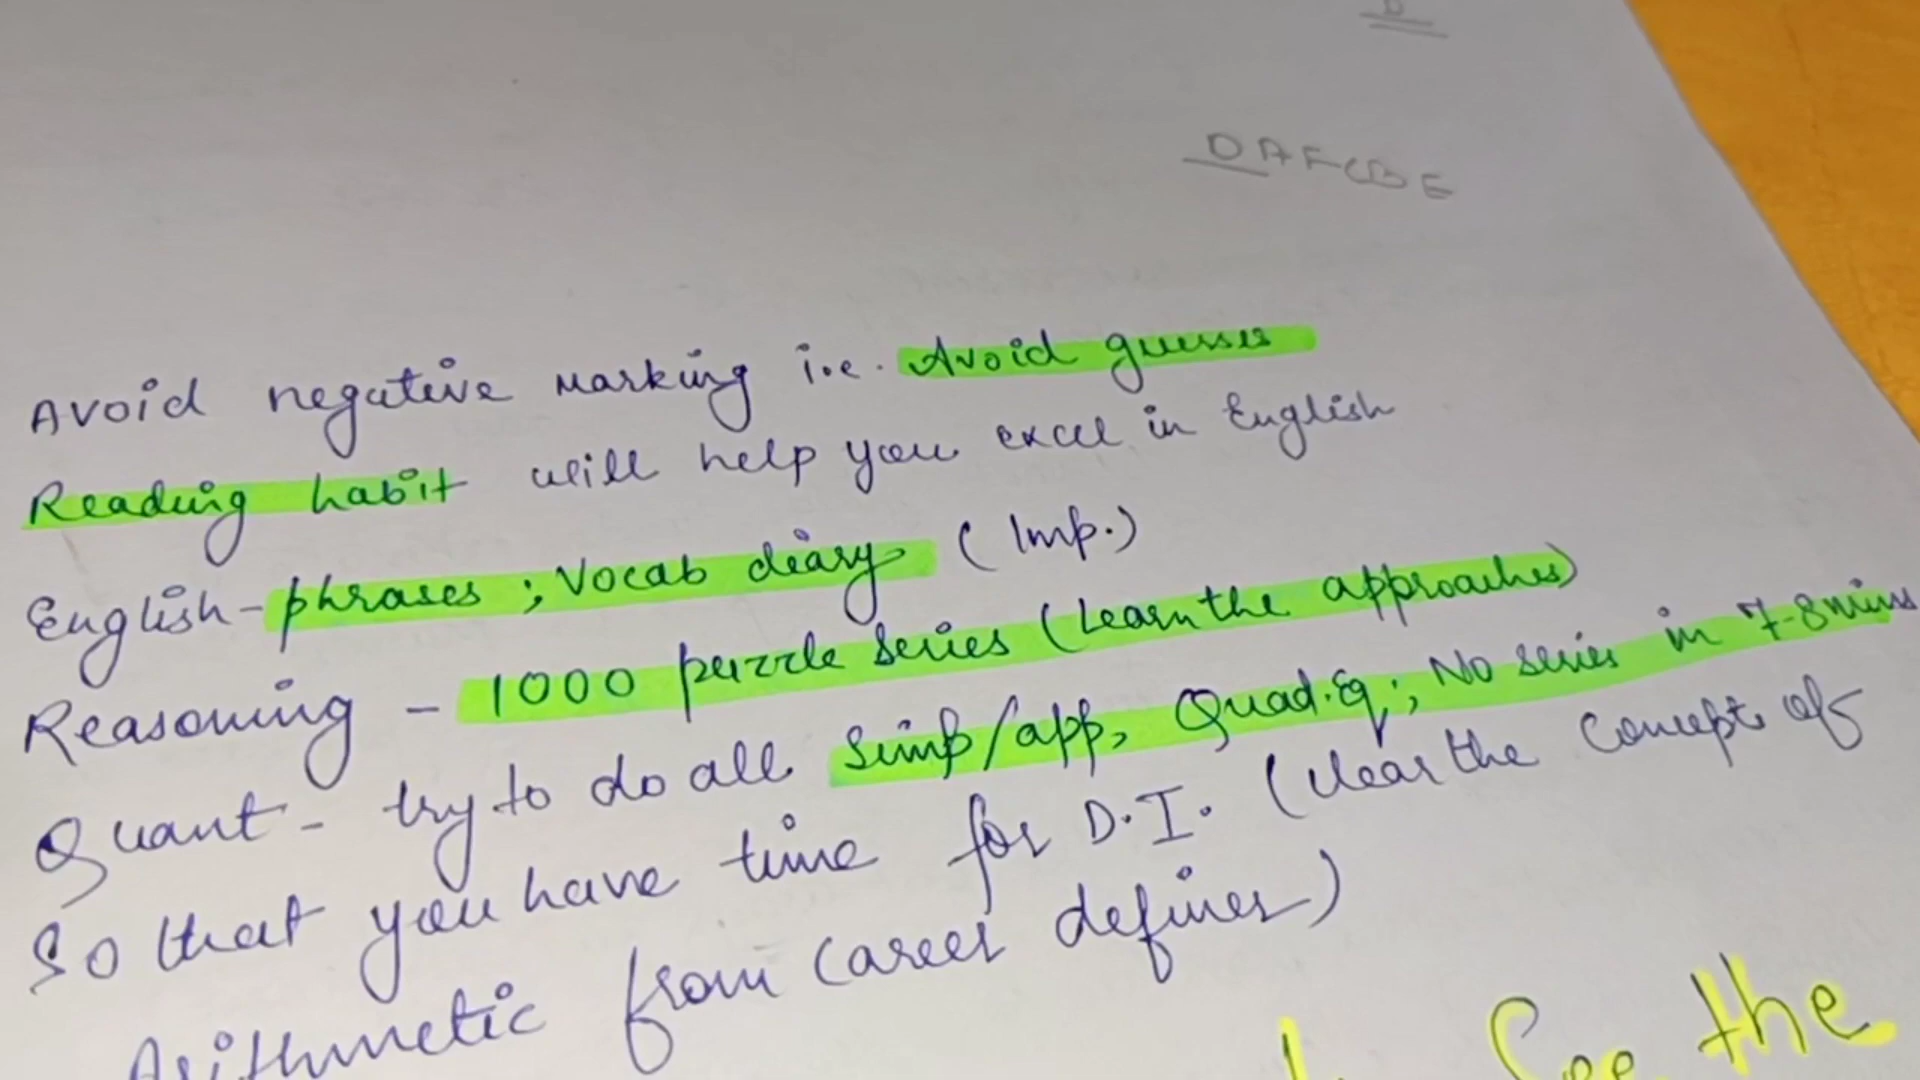 DAFCBE
Avoid negative marking i.e. Avoid guesses
Reading habit will help you excel in English
English - phrases ; Vocab diary (Imp.)
Reasoning - 1000 puzzle series (Learn the approaches)
Quant - try to do all simp/app, Quad. Eq.; No series in 7-8 mins
So that you have time for D.I. (clear the concepts of
Arithmetic from career definer)
See the